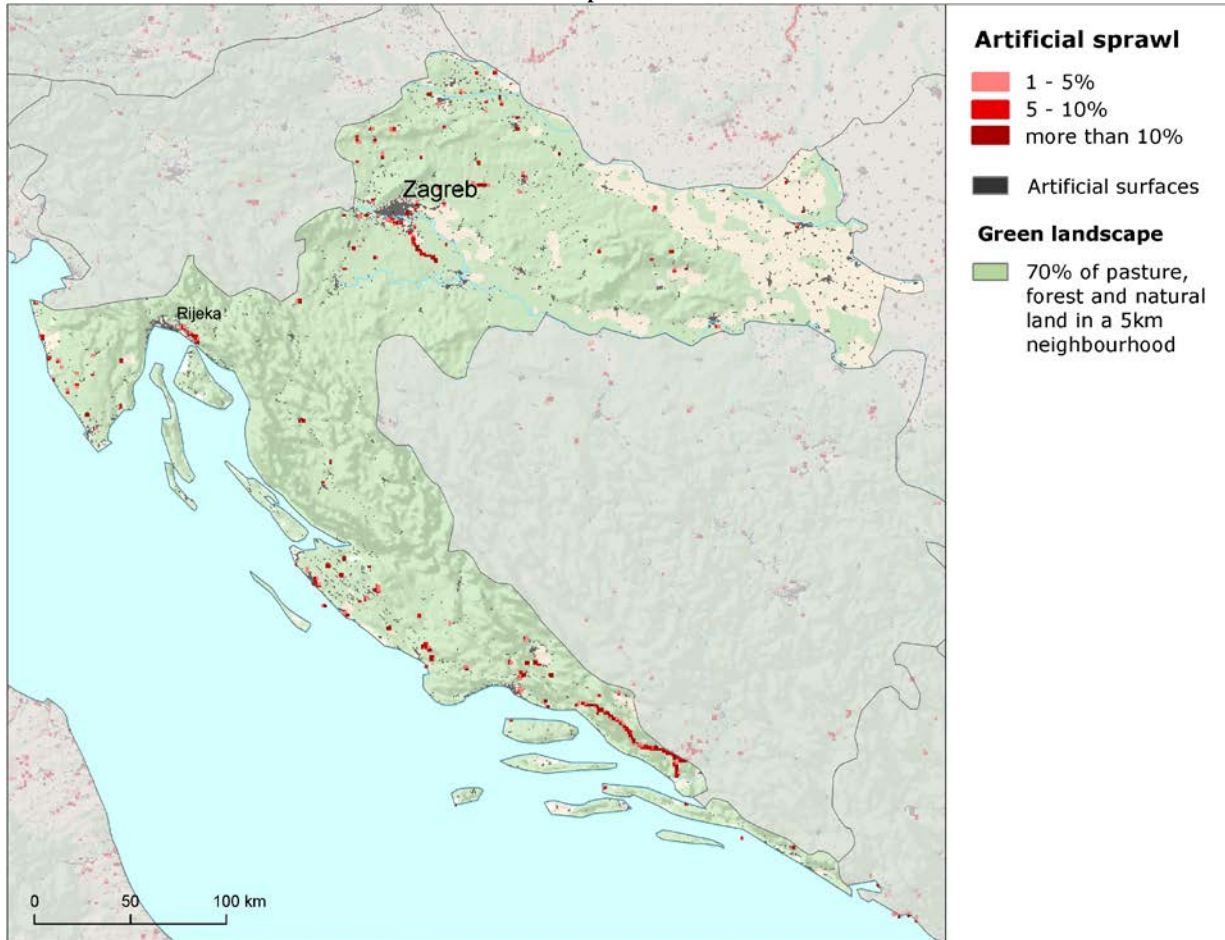 Zagreb
Rijeka
0 50 100 km
Artificial sprawl
1 - 5%
5 - 10%
more than 10%
Artificial surfaces
Green landscape
70% of pasture,
forest and natural
land in a 5km
neighbourhood